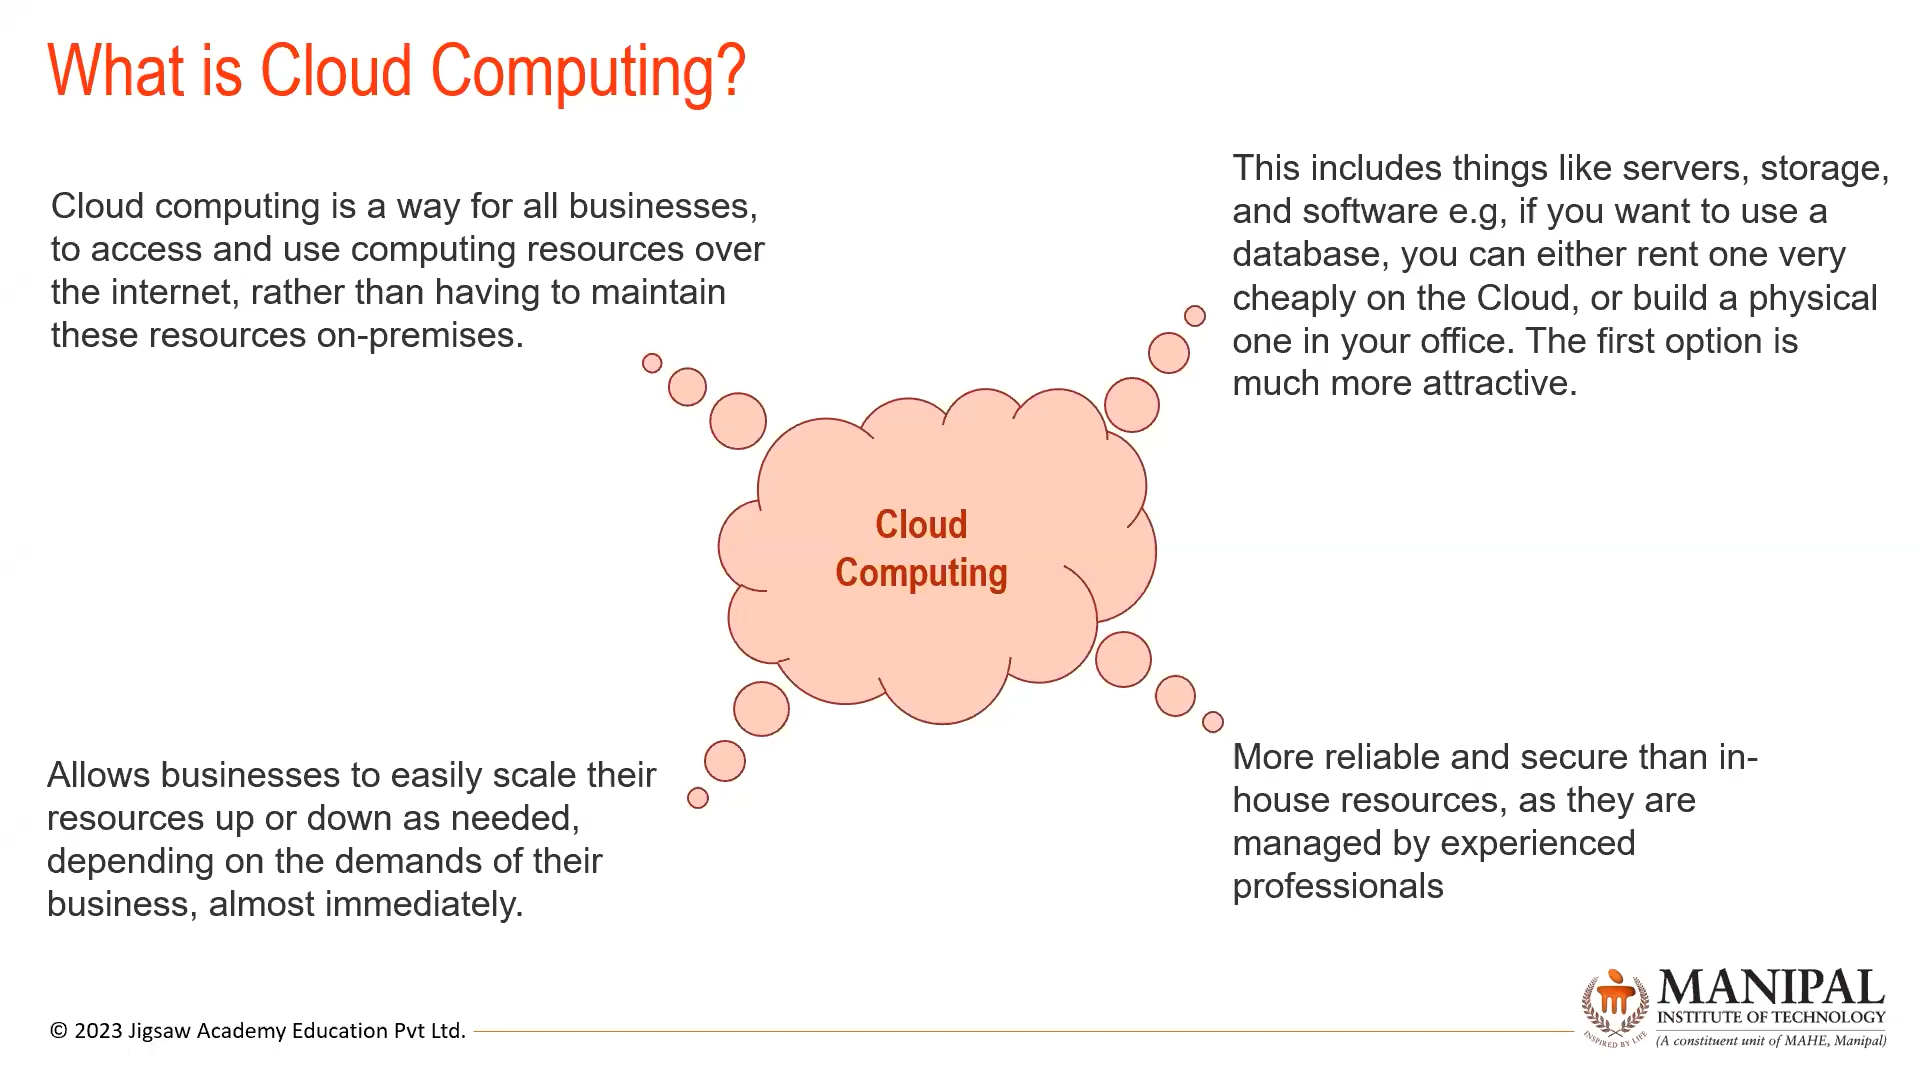 What is Cloud Computing?
Cloud computing is a way for all businesses,
to access and use computing resources over
the internet, rather than having to maintain
these resources on-premises.
This includes things like servers, storage,
and software e.g, if you want to use a
database, you can either rent one very
cheaply on the Cloud, or build a physical
one in your office. The first option is
much more attractive.
Cloud
Computing
Allows businesses to easily scale their
resources up or down as needed,
depending on the demands of their
business, almost immediately.
More reliable and secure than in-
house resources, as they are
managed by experienced
professionals
© 2023 Jigsaw Academy Education Pvt Ltd.
INSPIRED BY LIFE
MANIPAL
INSTITUTE OF TECHNOLOGY
(A constituent unit of MAHE, Manipal)